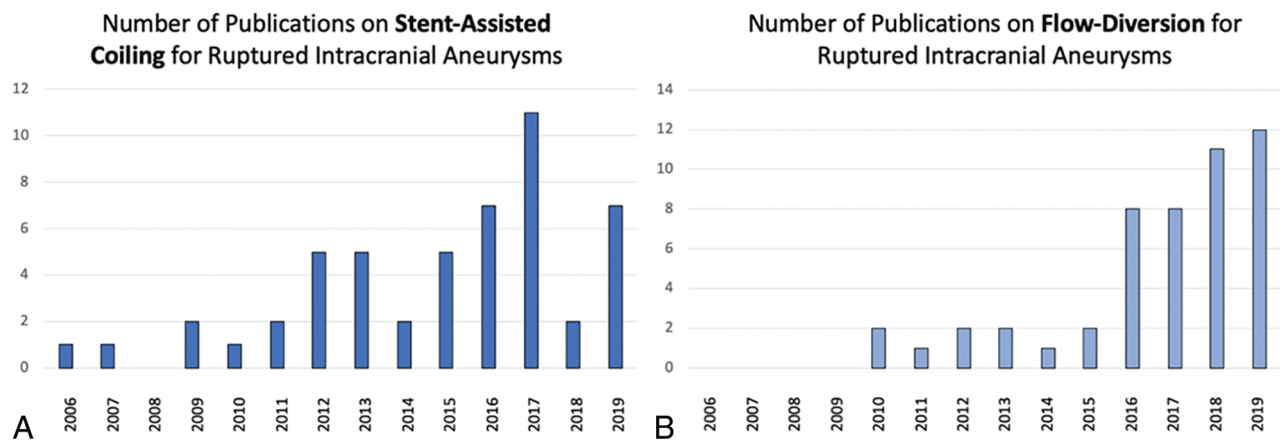 Number of Publications on Stent-Assisted
Coiling for Ruptured Intracranial Aneurysms
12
10
8
6
4
2
0
2006 2007 2008 2009 2010 2011 2012 2013 2014 2015 2016 2017 2018 2019
A
Number of Publications on Flow-Diversion for
Ruptured Intracranial Aneurysms
14
12
10
8
6
4
2
0
2006 2007 2008 2009 2010 2011 2012 2013 2014 2015 2016 2017 2018 2019
B